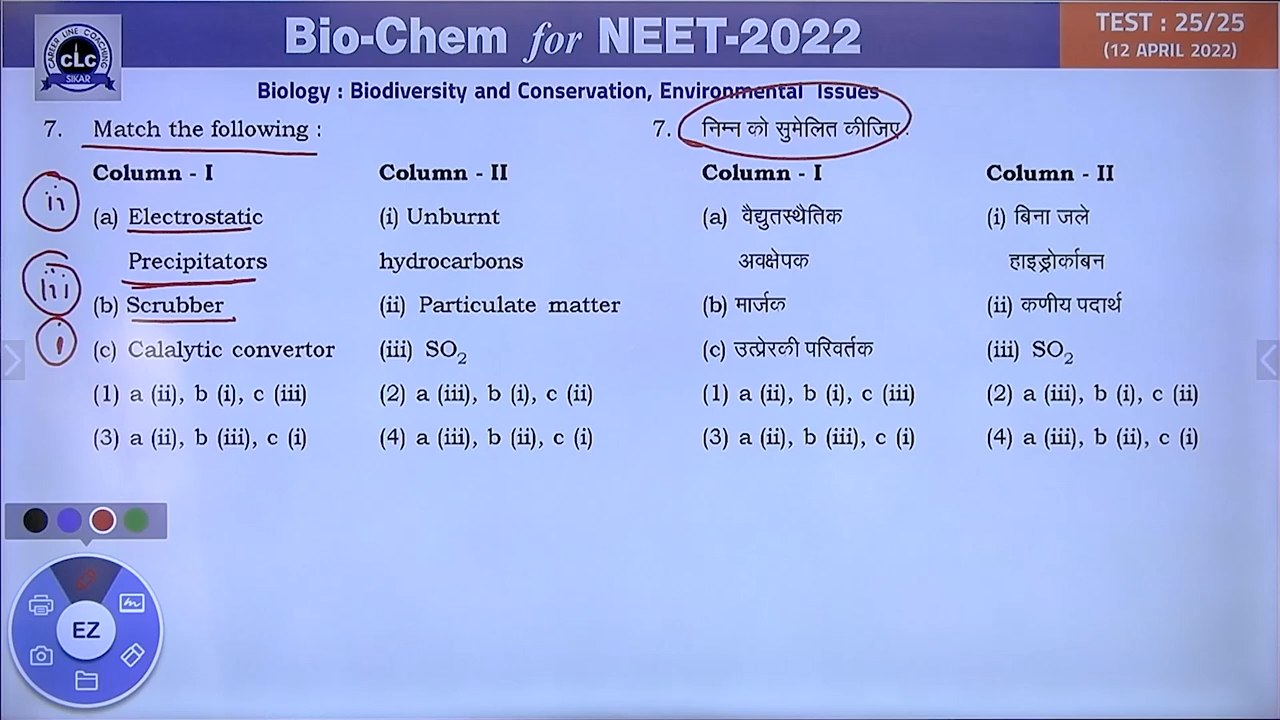 CAREER LINE COACHING
CLC
SIKAR
Bio-Chem for NEET-2022
TEST : 25/25
(12 APRIL 2022)
Biology : Biodiversity and Conservation, Environmental Issues
7. Match the following :
Column - I Column - II
ii
(a) Electrostatic (i) Unburnt
Precipitators hydrocarbons
iii
(b) Scrubber (ii) Particulate matter
i
(c) Calalytic convertor (iii) SO2
(1) a (ii), b (i), c (iii) (2) a (iii), b (i), c (ii)
(3) a (ii), b (iii), c (i) (4) a (iii), b (ii), c (i)
7. निम्न को सुमेलित कीजिए :
Column - I Column - II
(a) वैद्युतस्थैतिक (i) बिना जले
अवक्षेपक हाइड्रोर्काबन
(b) मार्जक (ii) कणीय पदार्थ
(c) उत्प्रेरकी परिवर्तक (iii) SO2
(1) a (ii), b (i), c (iii) (2) a (iii), b (i), c (ii)
(3) a (ii), b (iii), c (i) (4) a (iii), b (ii), c (i)
EZ